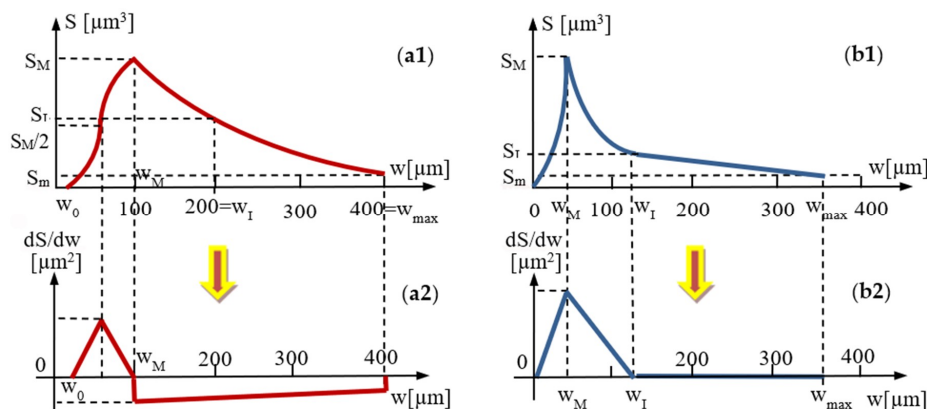 S [µm³]
(a1)
S_M
S_I
S_M/2
S_m
w_M
w[µm]
w_0 100 200=w_I 300 400=w_max
dS/dw
[µm²]
(a2)
0
w_M 200 300 400
w_0
w[µm]
S [µm³]
(b1)
S_M
S_I
S_m
w[µm]
0 w_M 100 w_I 200 300 w_max 400
dS/dw
[µm²]
(b2)
0
200 300 400
w_M w_I w_max w[µm]